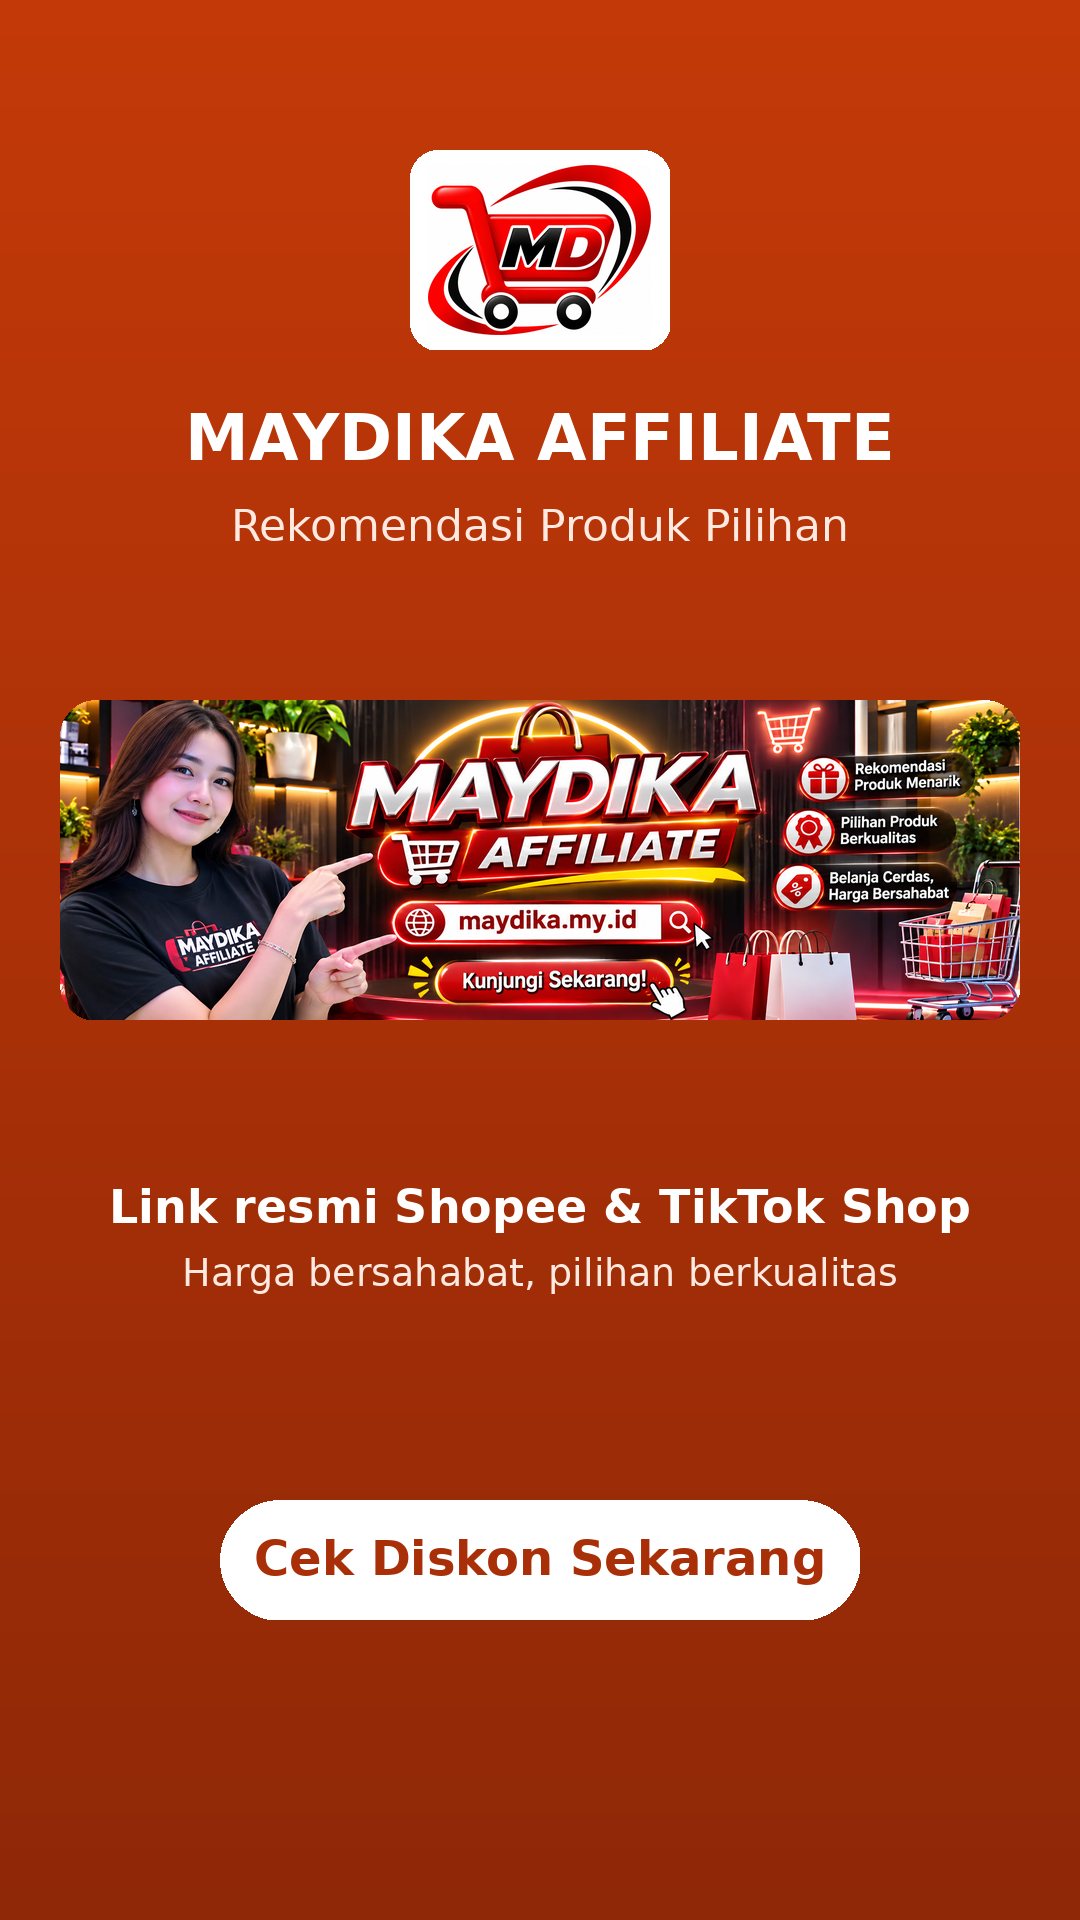 MD
MAYDIKA AFFILIATE
Rekomendasi Produk Pilihan
MAYDIKA
AFFILIATE
maydika.my.id
Kunjungi Sekarang!
MAYDIKA
AFFILIATE
Rekomendasi
Produk Menarik
Pilihan Produk
Berkualitas
Belanja Cerdas,
Harga Bersahabat
Link resmi Shopee & TikTok Shop
Harga bersahabat, pilihan berkualitas
Cek Diskon Sekarang